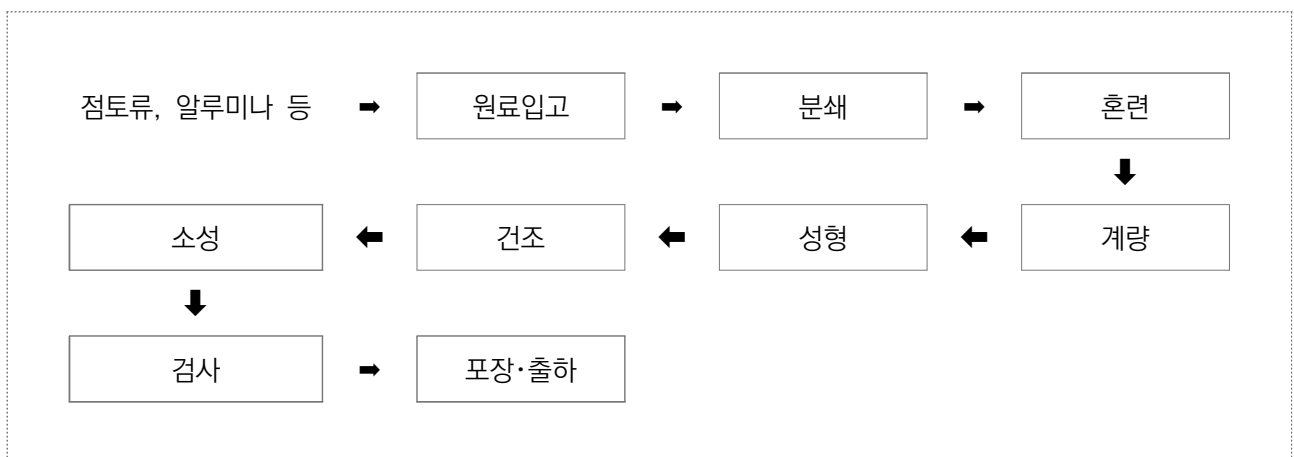 점토류, 알루미나 등 ➡ 원료입고 ➡ 분쇄 ➡ 혼련
⬇
소성 ⬅ 건조 ⬅ 성형 ⬅ 계량
⬇
검사 ➡ 포장·출하